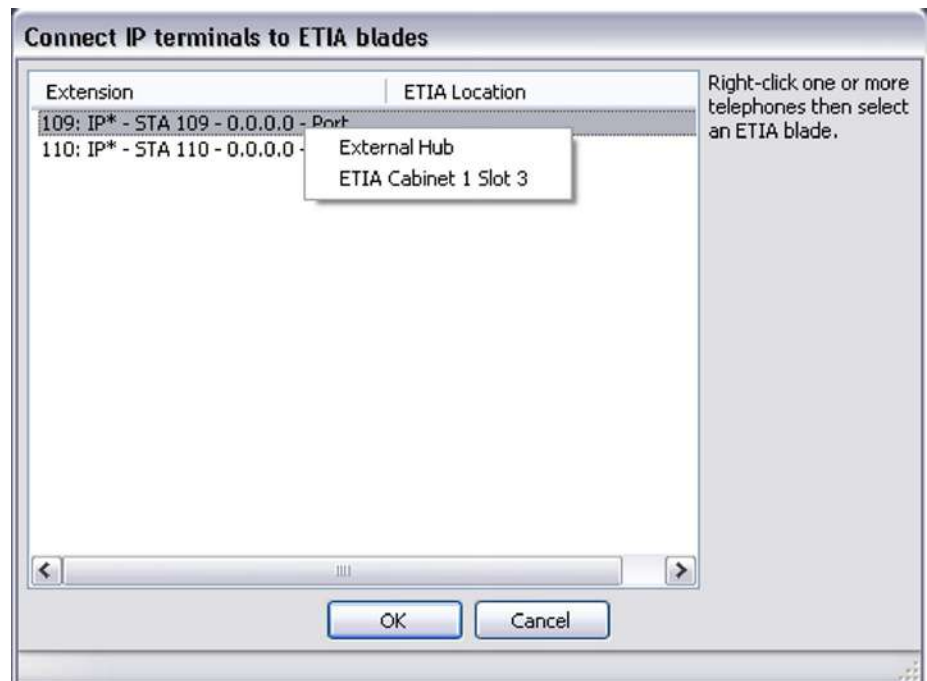 Connect IP terminals to ETIA blades
Extension ETIA Location
109: IP* - STA 109 - 0.0.0.0 - Port
110: IP* - STA 110 - 0.0.0.0 -
External Hub
ETIA Cabinet 1 Slot 3
Right-click one or more
telephones then select
an ETIA blade.
OK Cancel